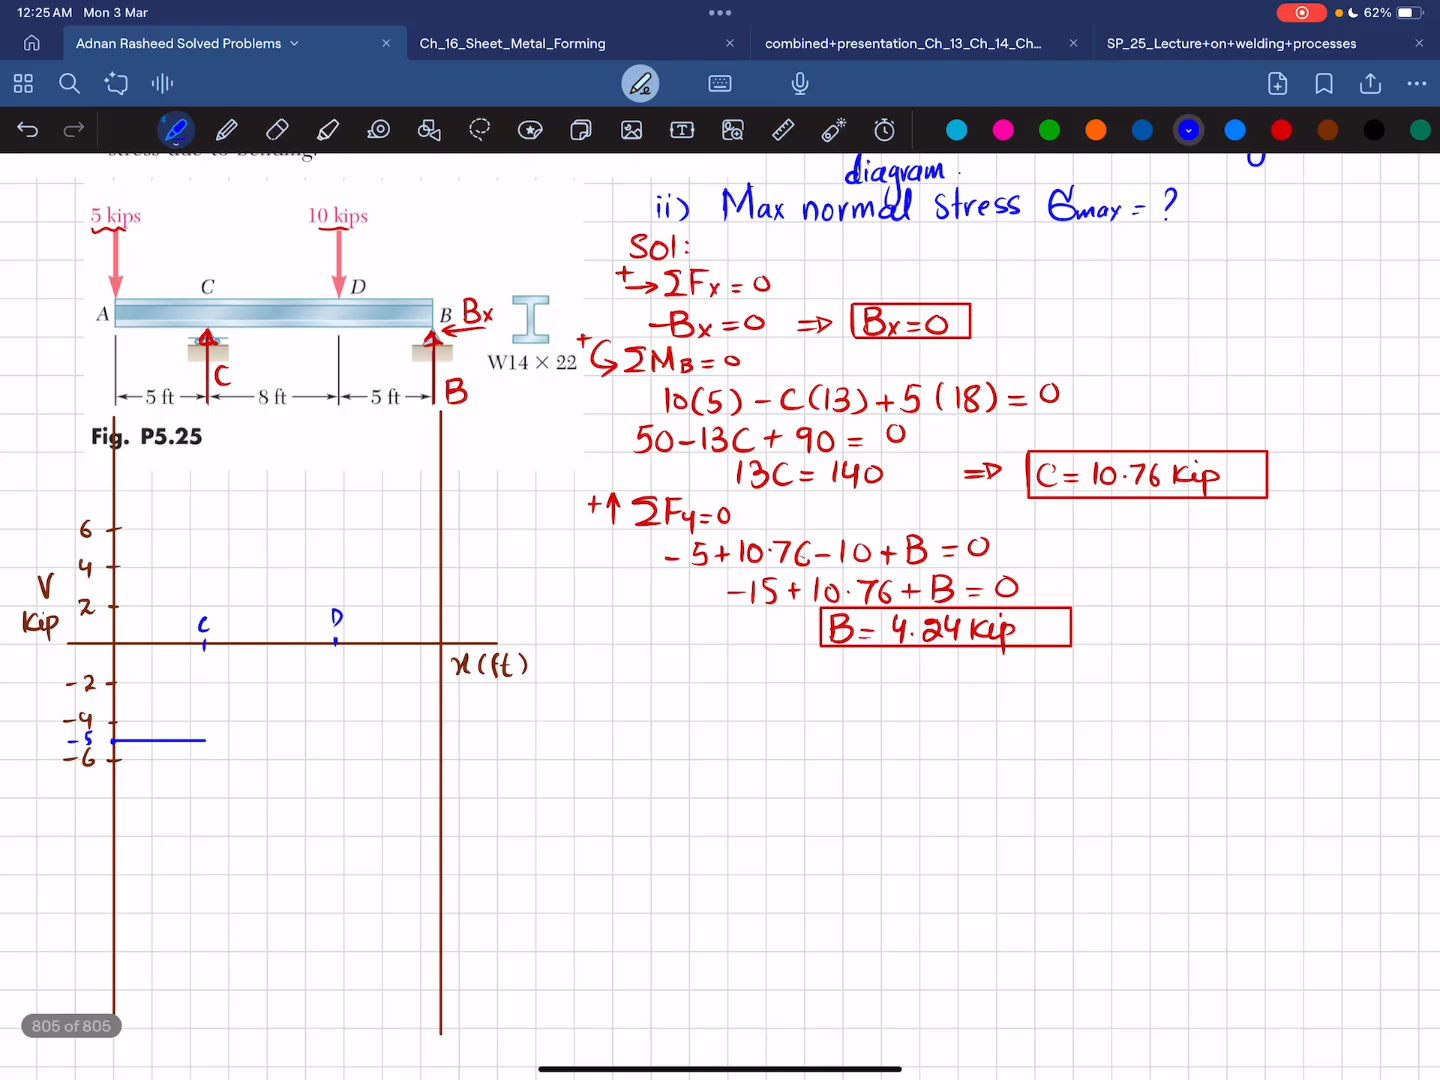 12:25 AM Mon 3 Mar
62%
Adnan Rasheed Solved Problems
Ch_16_Sheet_Metal_Forming
combined+presentation_Ch_13_Ch_14_Ch...
SP_25_Lecture+on+welding+processes
diagram.
ii) Max normal stress σmax = ?
5 kips
10 kips
A
C
D
B
Bx
W14 × 22
C
B
5 ft
8 ft
5 ft
Fig. P5.25
Sol:
+→ ΣFx = 0
-Bx = 0 ⇒ Bx = 0
+↶ ΣMB = 0
10(5) - C(13) + 5(18) = 0
50 - 13C + 90 = 0
13C = 140 ⇒ C = 10.76 Kip
+↑ ΣFy = 0
-5 + 10.76 - 10 + B = 0
-15 + 10.76 + B = 0
B = 4.24 Kip
6
4
V
2
Kip
C
D
x(ft)
-2
-4
-5
-6
805 of 805